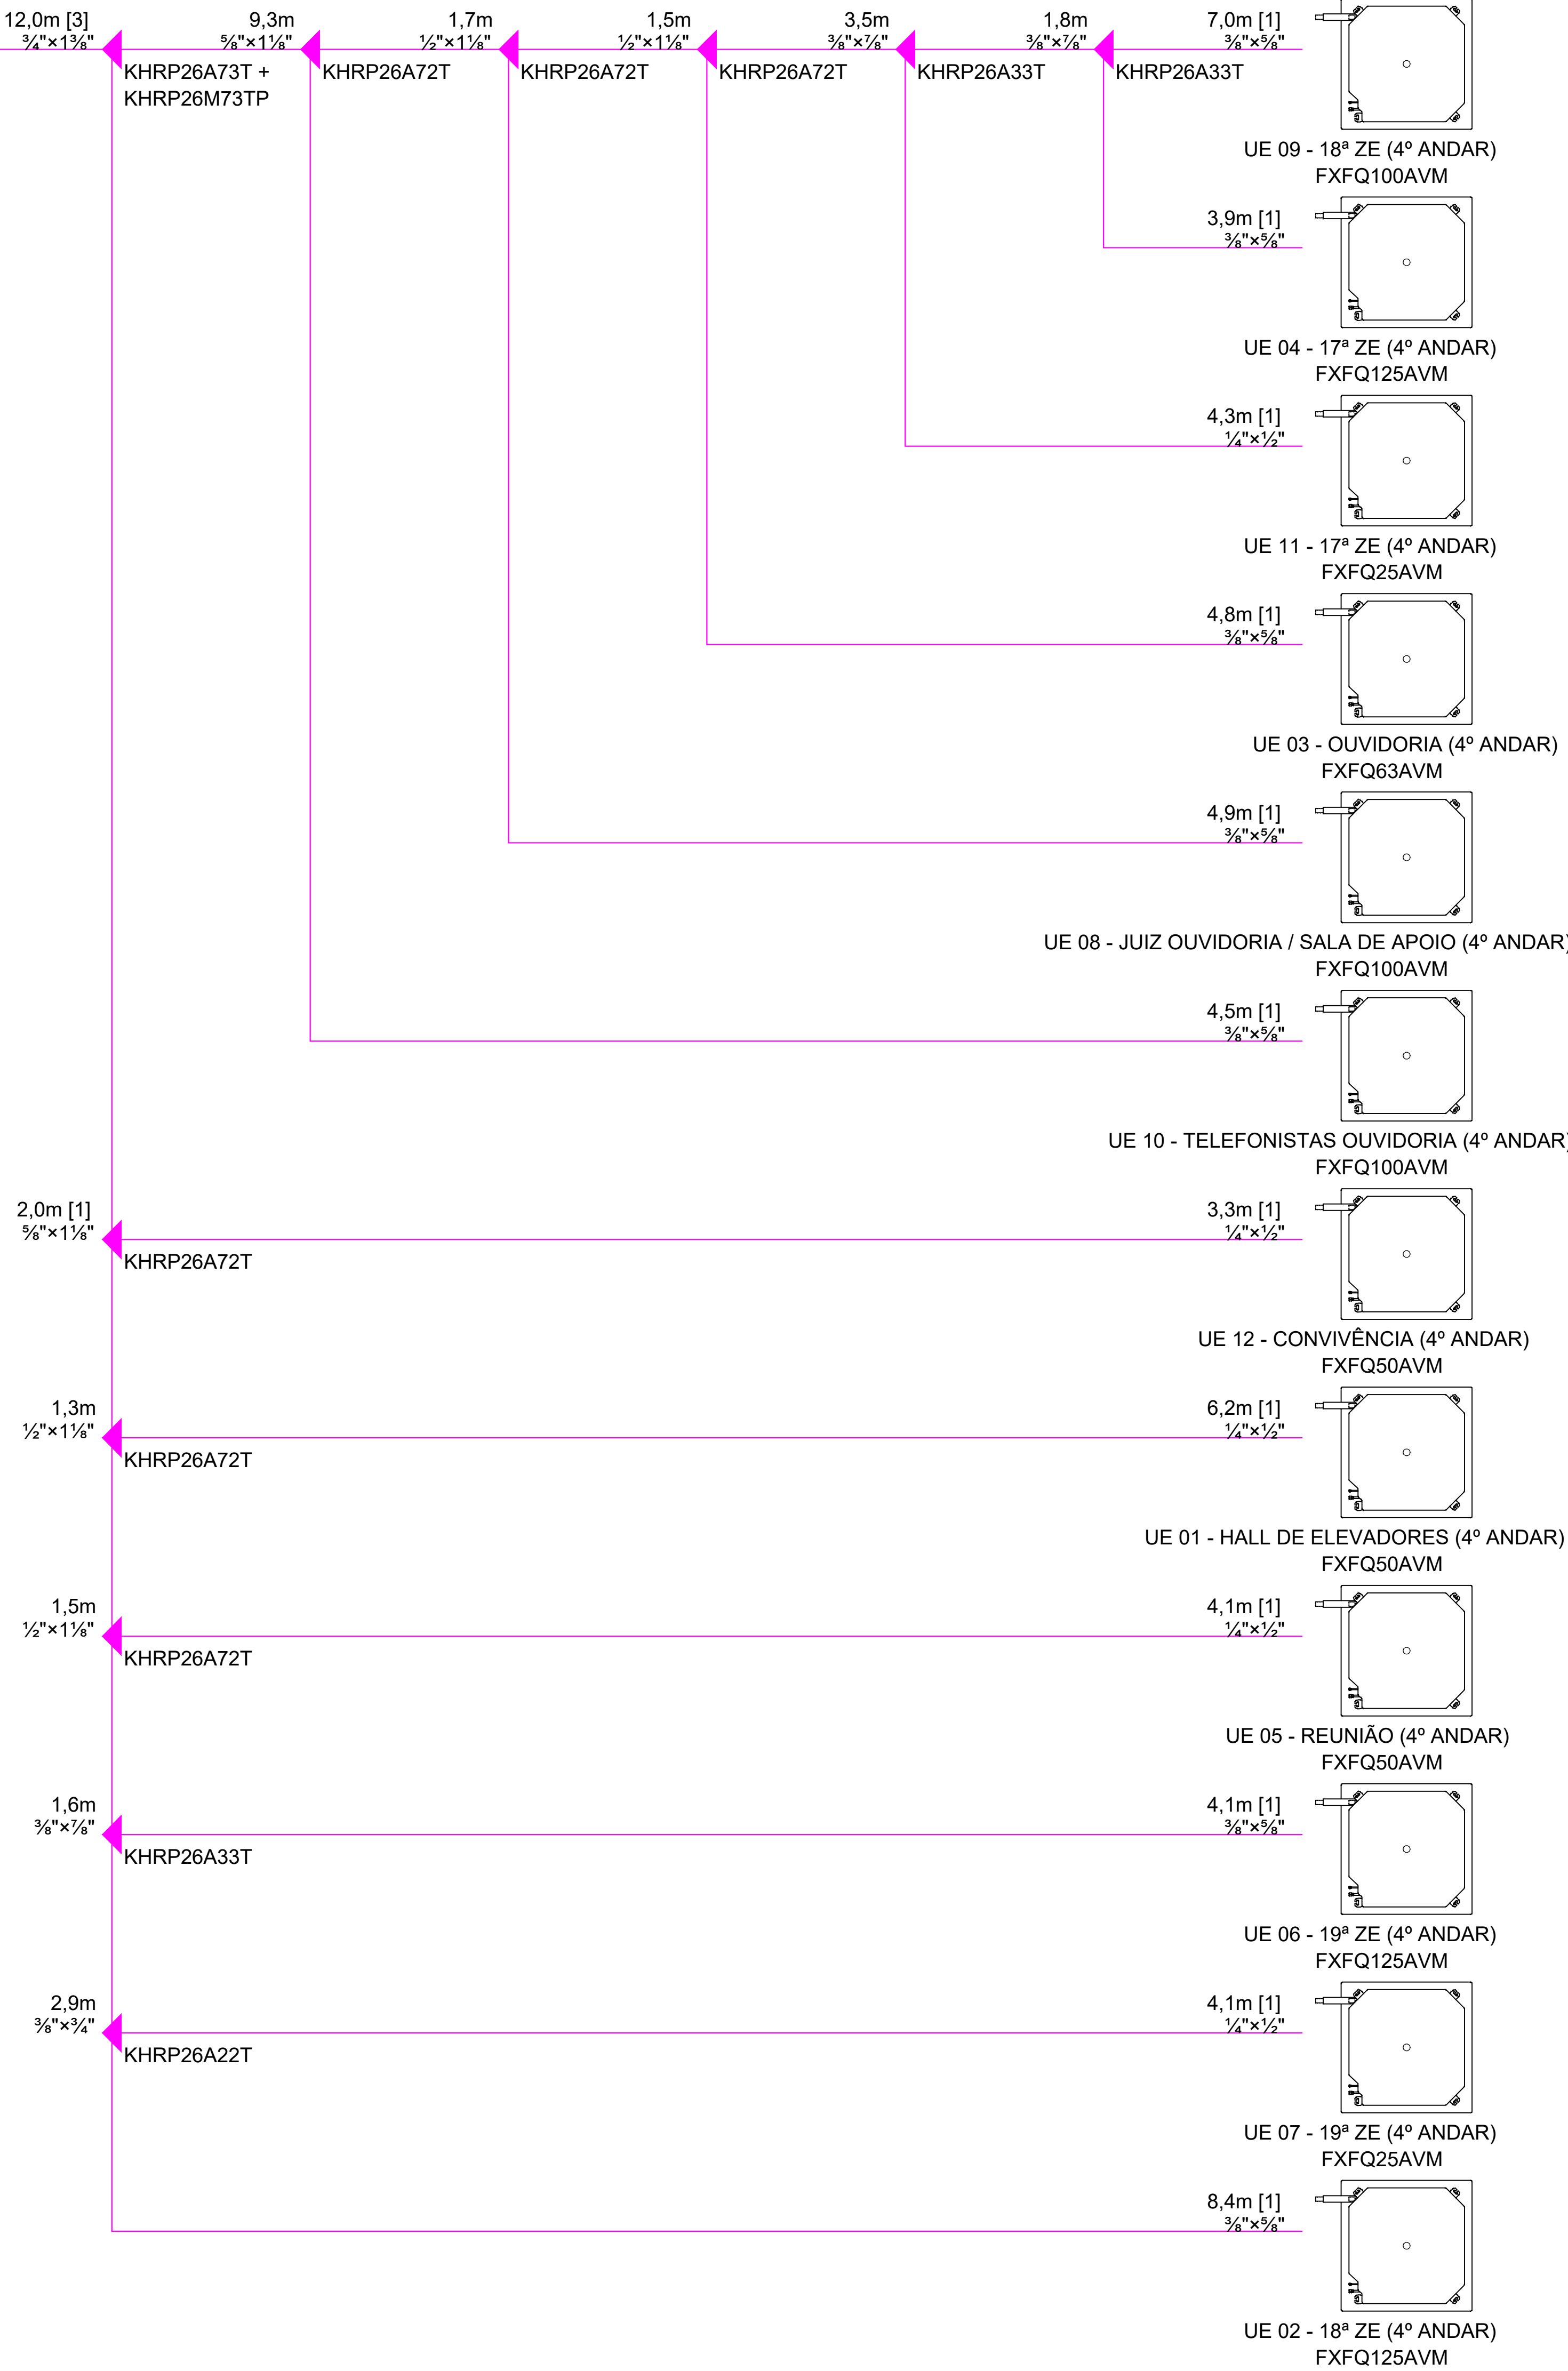 12,0m [3]
¾"×1⅜"
KHRP26A73T +
KHRP26M73TP
9,3m
⅝"×1⅛"
KHRP26A72T
1,7m
½"×1⅛"
KHRP26A72T
1,5m
½"×1⅛"
KHRP26A72T
3,5m
⅜"×⅞"
KHRP26A33T
1,8m
⅜"×⅞"
KHRP26A33T
7,0m [1]
⅜"×⅝"
UE 09 - 18ª ZE (4º ANDAR)
FXFQ100AVM
3,9m [1]
⅜"×⅝"
UE 04 - 17ª ZE (4º ANDAR)
FXFQ125AVM
4,3m [1]
¼"×½"
UE 11 - 17ª ZE (4º ANDAR)
FXFQ25AVM
4,8m [1]
⅜"×⅝"
UE 03 - OUVIDORIA (4º ANDAR)
FXFQ63AVM
4,9m [1]
⅜"×⅝"
UE 08 - JUIZ OUVIDORIA / SALA DE APOIO (4º ANDAR)
FXFQ100AVM
4,5m [1]
⅜"×⅝"
UE 10 - TELEFONISTAS OUVIDORIA (4º ANDAR)
FXFQ100AVM
2,0m [1]
⅝"×1⅛"
KHRP26A72T
3,3m [1]
¼"×½"
UE 12 - CONVIVÊNCIA (4º ANDAR)
FXFQ50AVM
1,3m
½"×1⅛"
KHRP26A72T
6,2m [1]
¼"×½"
UE 01 - HALL DE ELEVADORES (4º ANDAR)
FXFQ50AVM
1,5m
½"×1⅛"
KHRP26A72T
4,1m [1]
¼"×½"
UE 05 - REUNIÃO (4º ANDAR)
FXFQ50AVM
1,6m
⅜"×⅞"
KHRP26A33T
4,1m [1]
⅜"×⅝"
UE 06 - 19ª ZE (4º ANDAR)
FXFQ125AVM
2,9m
⅜"×¾"
KHRP26A22T
4,1m [1]
¼"×½"
UE 07 - 19ª ZE (4º ANDAR)
FXFQ25AVM
8,4m [1]
⅜"×⅝"
UE 02 - 18ª ZE (4º ANDAR)
FXFQ125AVM